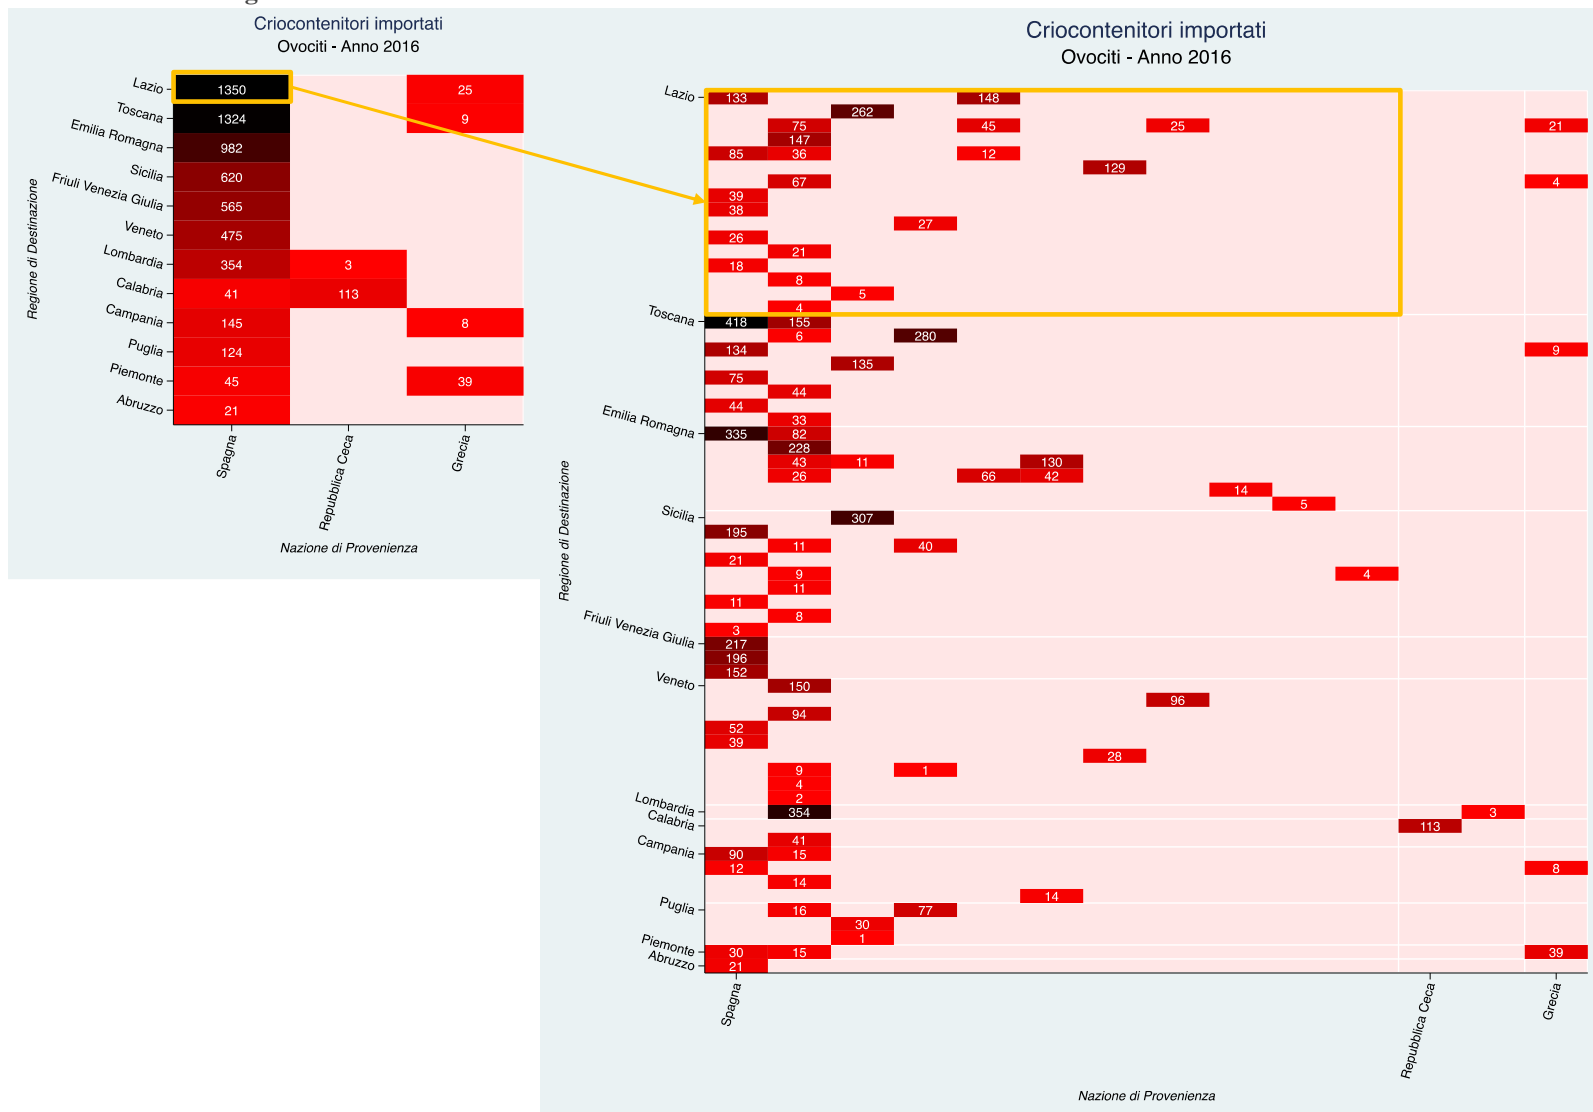 Criocontenitori importati
Ovociti - Anno 2016
Regione di Destinazione
Lazio 1350 25
Toscana 1324 9
Emilia Romagna 982
Sicilia 620
Friuli Venezia Giulia 565
Veneto 475
Lombardia 354 3
Calabria 41 113
Campania 145 8
Puglia 124
Piemonte 45 39
Abruzzo 21
Spagna Repubblica Ceca Grecia
Nazione di Provenienza
Criocontenitori importati
Ovociti - Anno 2016
Regione di Destinazione
Lazio 133 148
262
75 45 25 21
147
85 36 12
129
67 4
39
38
27
26
21
18
8
5
4
Toscana 418 155
6 280
134 9
135
75
44
44
33
Emilia Romagna 335 82
228
43 11 130
26 66 42
14
5
Sicilia 307
195
11 40
21
9 4
11
11
8
3
Friuli Venezia Giulia 217
196
152
Veneto 150
96
94
52
39
28
9 1
4
2
Lombardia 354 3
Calabria 113
41
Campania 90 15
12 8
14
14
Puglia 16 77
30
1
Piemonte 30 15 39
Abruzzo 21
Spagna Repubblica Ceca Grecia
Nazione di Provenienza